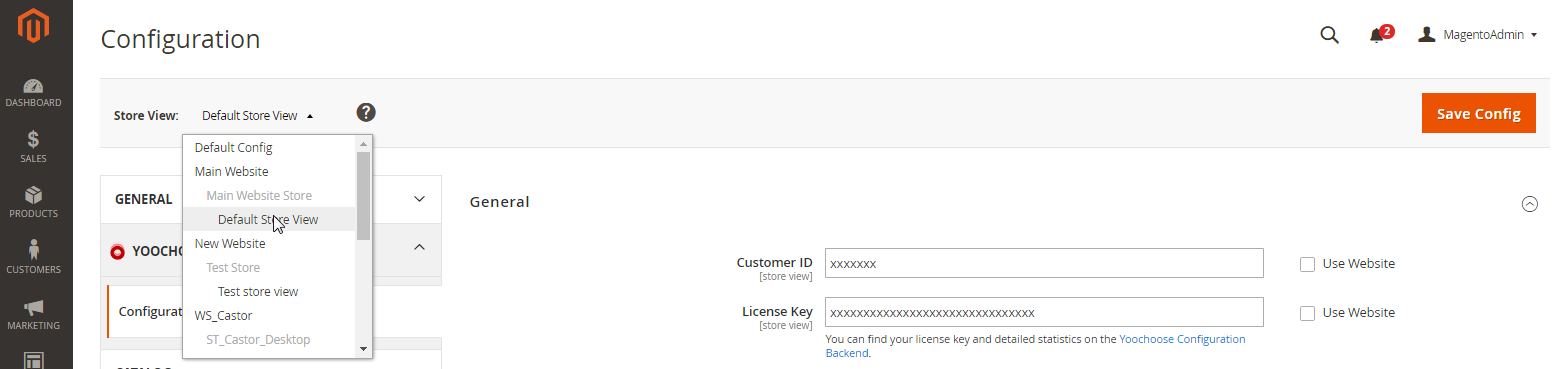 Configuration
2
MagentoAdmin
Store View:
Default Store View
?
Save Config
Default Config
Main Website
Main Website Store
Default Store View
New Website
Test Store
Test store view
WS_Castor
ST_Castor_Desktop
DASHBOARD
$
SALES
PRODUCTS
CUSTOMERS
MARKETING
GENERAL
YOOCHO
Configurat
General
Customer ID
[store view]
xxxxxxx
Use Website
License Key
[store view]
xxxxxxxxxxxxxxxxxxxxxxxxxxxxxxx
Use Website
You can find your license key and detailed statistics on the Yoochoose Configuration
Backend.